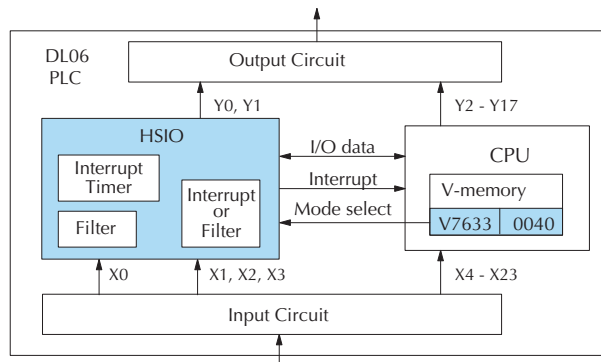 DL06
PLC
Output Circuit
Y0, Y1
Y2 - Y17
HSIO
Interrupt
Timer
Filter
Interrupt
or
Filter
I/O data
Interrupt
Mode select
CPU
V-memory
V7633 0040
X0
X1, X2, X3
X4 - X23
Input Circuit